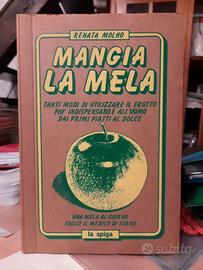 RENATA MOLHO
MANGIA
LA MELA
TANTI MODI DI UTILIZZARE IL FRUTTO
PIU' INDISPENSABILE ALL'UOMO
DAI PRIMI PIATTI AL DOLCE
UNA MELA AL GIORNO
TOGLIE IL MEDICO DI TORNO
la spiga
subito